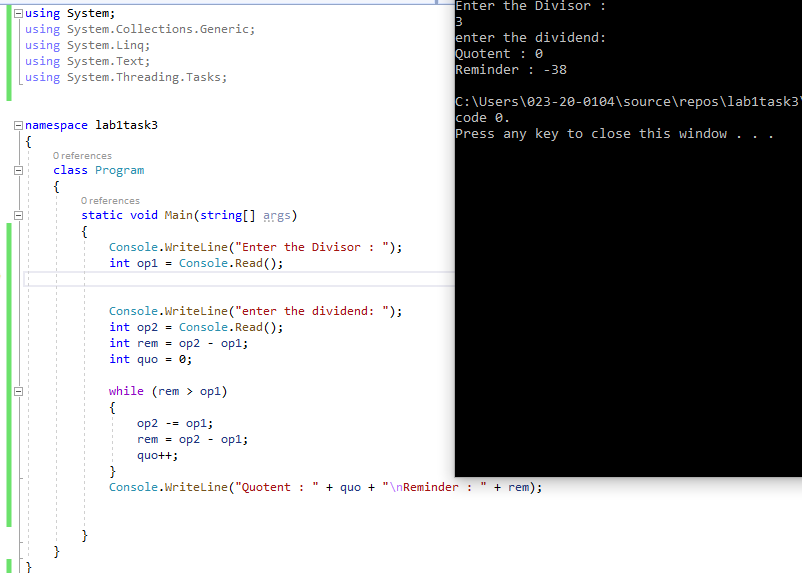 using System;
using System.Collections.Generic;
using System.Linq;
using System.Text;
using System.Threading.Tasks;
namespace lab1task3
{
0 references
class Program
{
0 references
static void Main(string[] args)
{
Console.WriteLine("Enter the Divisor : ");
int op1 = Console.Read();
Console.WriteLine("enter the dividend: ");
int op2 = Console.Read();
int rem = op2 - op1;
int quo = 0;
while (rem > op1)
{
op2 -= op1;
rem = op2 - op1;
quo++;
}
Console.WriteLine("Quotent : " + quo + "\nReminder : " + rem);
}
}
}
Enter the Divisor :
3
enter the dividend:
Quotent : 0
Reminder : -38
C:\Users\023-20-0104\source\repos\lab1task3\
code 0.
Press any key to close this window . . .